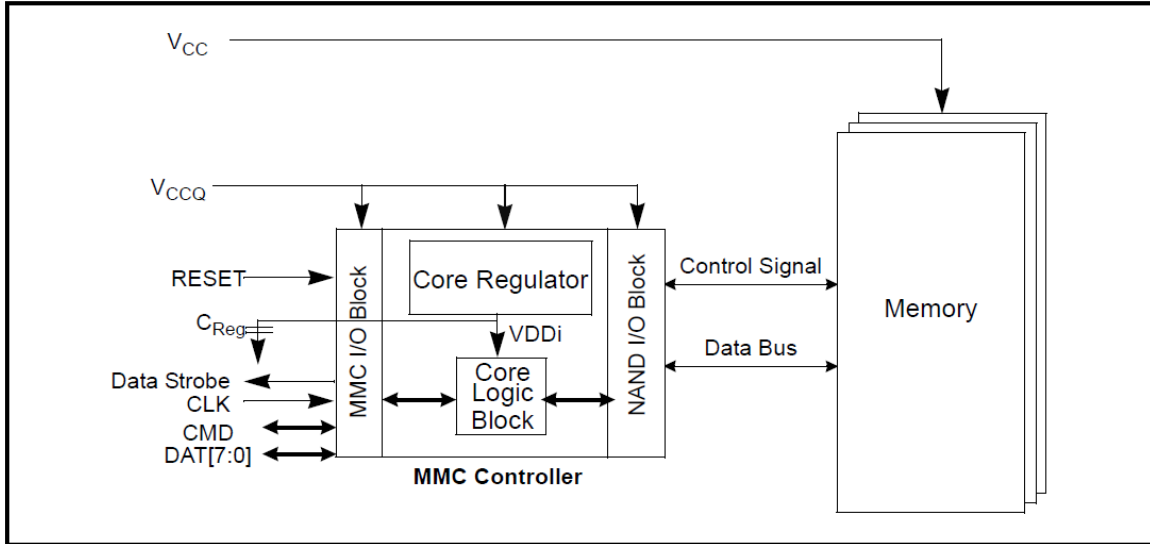 VCC
VCCQ
RESET
MMC I/O Block
Core Regulator
NAND I/O Block
Control Signal
Memory
CReg
VDDi
Data Bus
Data Strobe
CLK
CMD
DAT[7:0]
Core
Logic
Block
MMC Controller